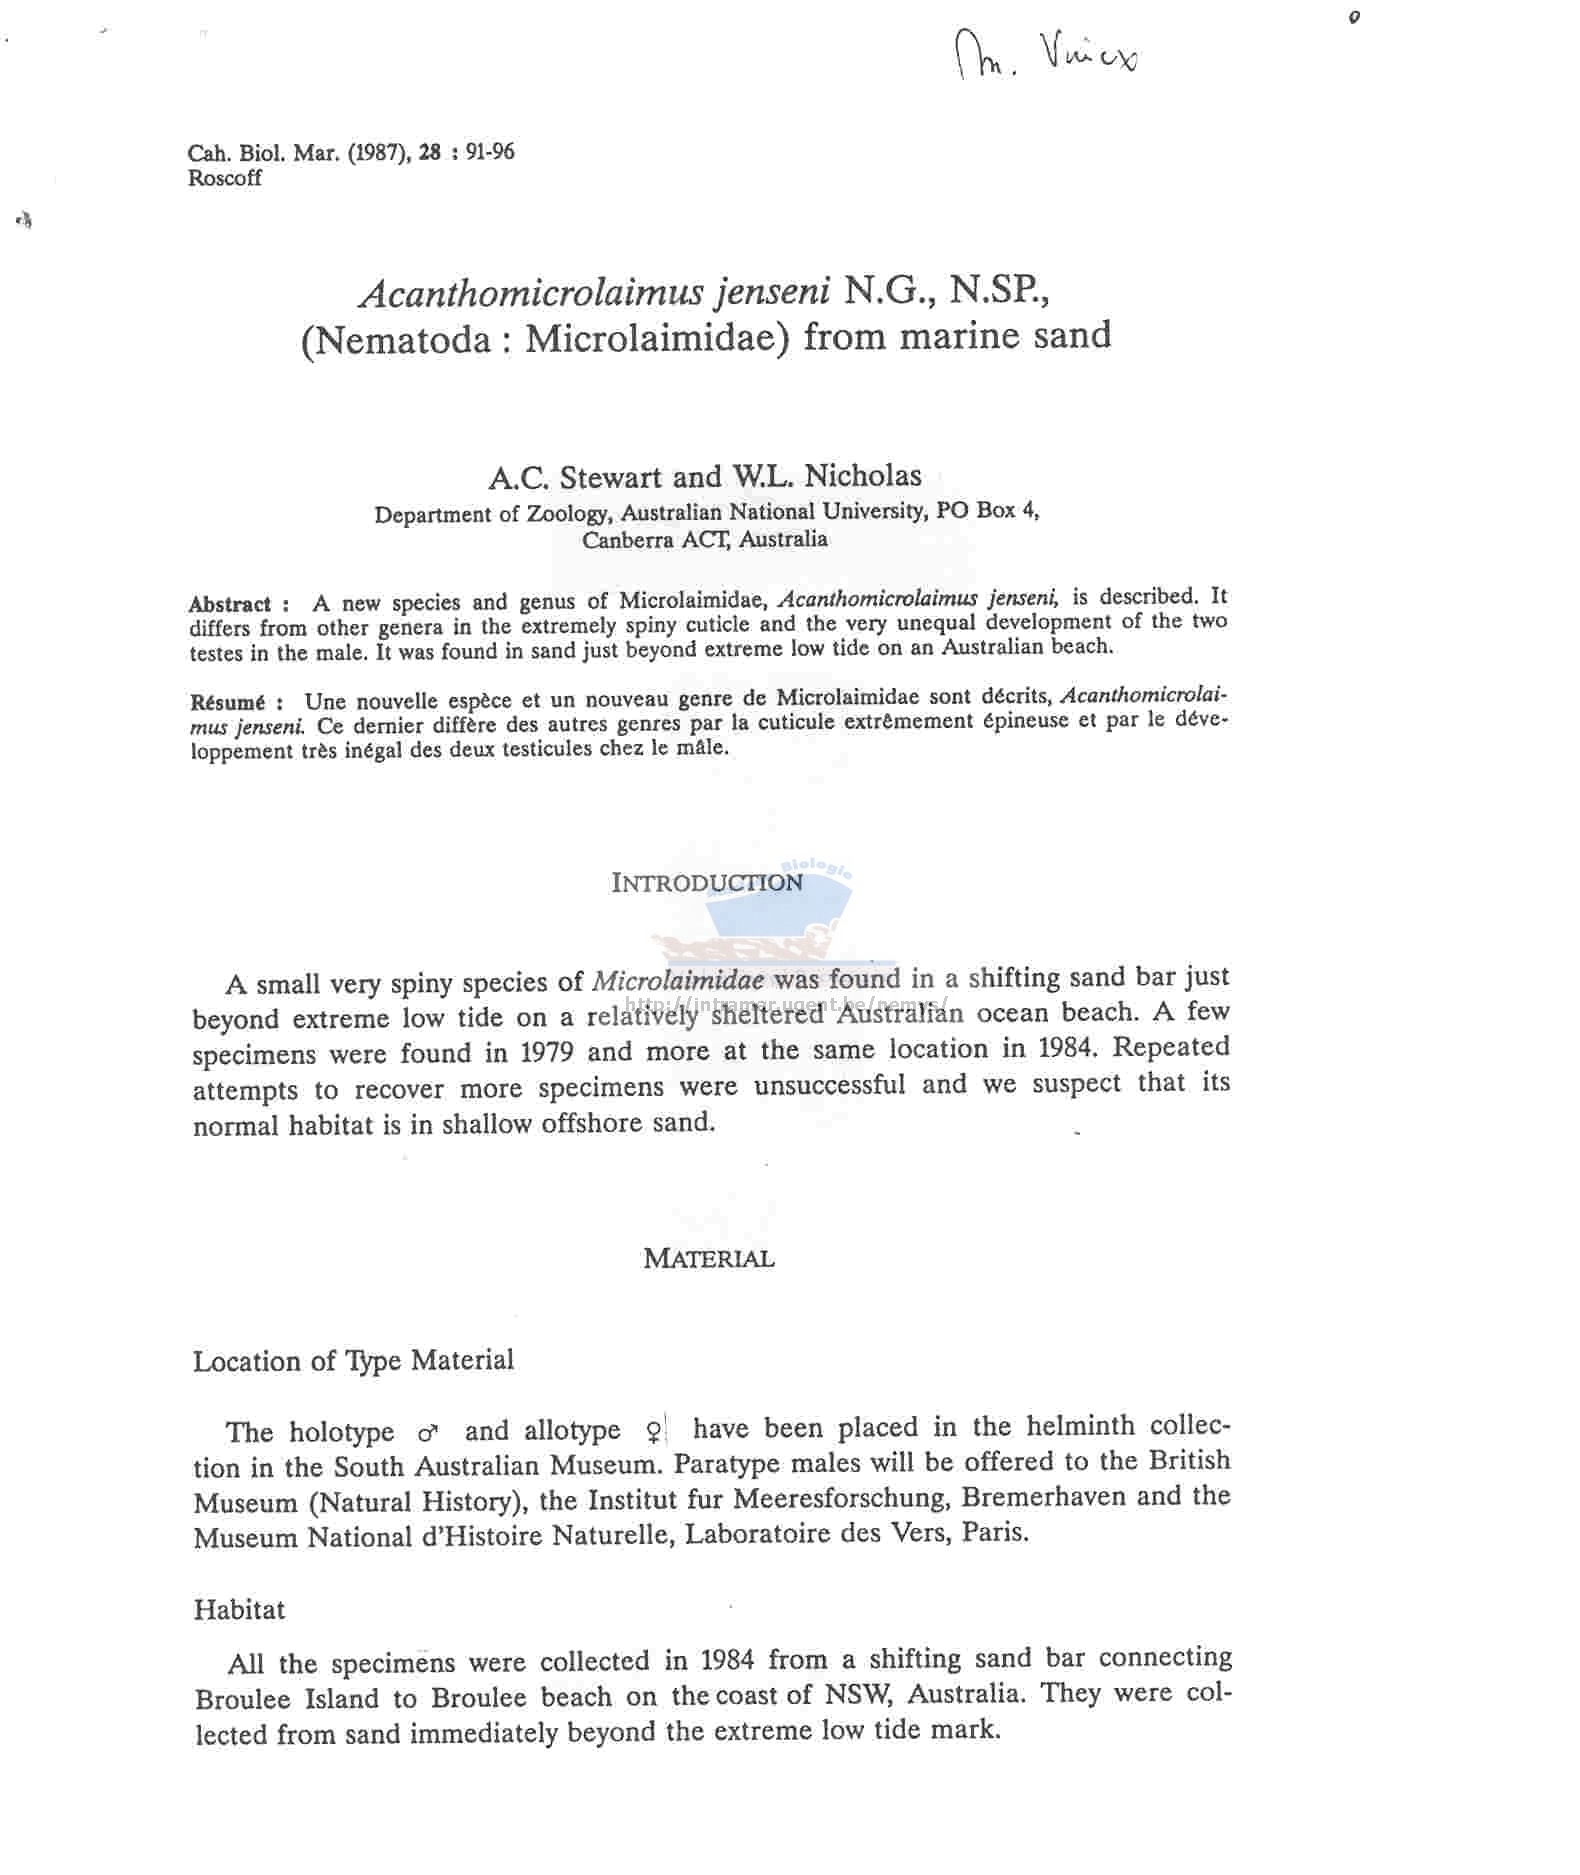 Cah. Biol. Mar. (1987), 28 : 91-96
Roscoff
Acanthomicrolaimus jenseni N.G., N.SP.,
(Nematoda : Microlaimidae) from marine sand
A.C. Stewart and W.L. Nicholas
Department of Zoology, Australian National University, PO Box 4,
Canberra ACT, Australia
Abstract : A new species and genus of Microlaimidae, Acanthomicrolaimus jenseni, is described. It
differs from other genera in the extremely spiny cuticle and the very unequal development of the two
testes in the male. It was found in sand just beyond extreme low tide on an Australian beach.
Résumé : Une nouvelle espèce et un nouveau genre de Microlaimidae sont décrits, Acanthomicrolai-
mus jenseni. Ce dernier diffère des autres genres par la cuticule extrêmement épineuse et par le déve-
loppement très inégal des deux testicules chez le mâle.
Biologie
INTRODUCTION
A small very spiny species of Microlaimidae was found in a shifting sand bar just
http://intramar.ugent.be/nemys/
beyond extreme low tide on a relatively sheltered Australian ocean beach. A few
specimens were found in 1979 and more at the same location in 1984. Repeated
attempts to recover more specimens were unsuccessful and we suspect that its
normal habitat is in shallow offshore sand.
MATERIAL
Location of Type Material
The holotype ♂ and allotype ♀ have been placed in the helminth collec-
tion in the South Australian Museum. Paratype males will be offered to the British
Museum (Natural History), the Institut fur Meeresforschung, Bremerhaven and the
Museum National d'Histoire Naturelle, Laboratoire des Vers, Paris.
Habitat
All the specimens were collected in 1984 from a shifting sand bar connecting
Broulee Island to Broulee beach on the coast of NSW, Australia. They were col-
lected from sand immediately beyond the extreme low tide mark.